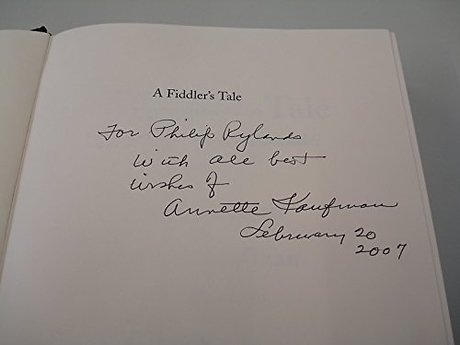 A Fiddler's Tale
For Philip Rylands
With all best
wishes of
Annette Kaufman
February 20
2007